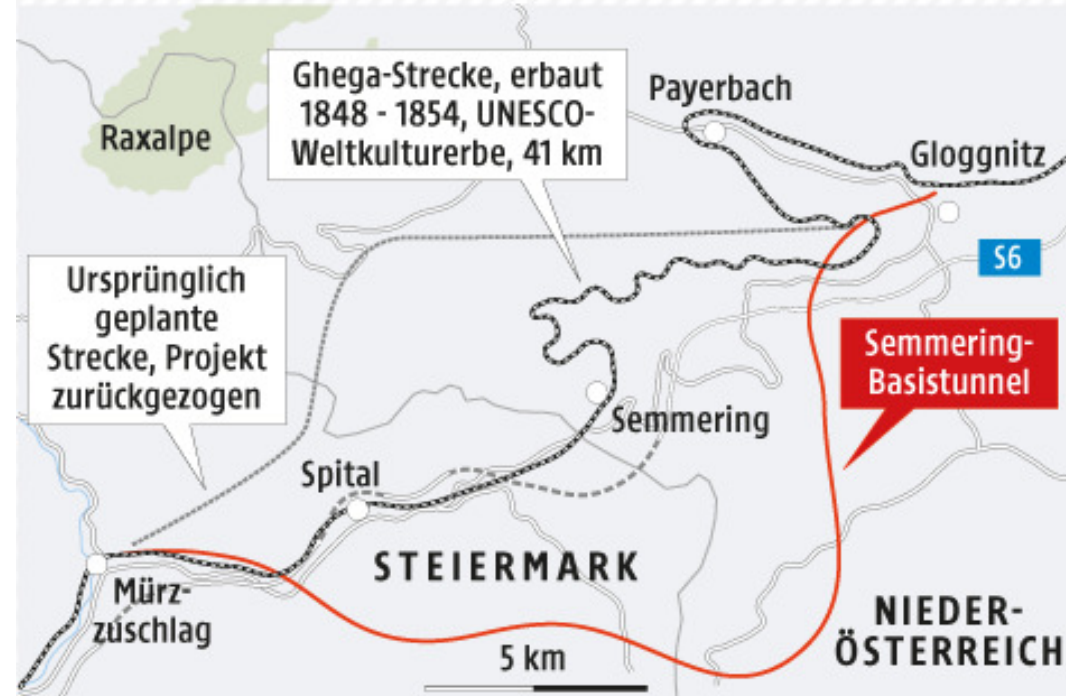 Ghega-Strecke, erbaut
1848 - 1854, UNESCO-
Weltkulturerbe, 41 km
Payerbach
Raxalpe
Gloggnitz
S6
Ursprünglich
geplante
Strecke, Projekt
zurückgezogen
Semmering-
Basistunnel
Semmering
Spital
STEIERMARK
Mürz-
zuschlag
NIEDER-
ÖSTERREICH
5 km